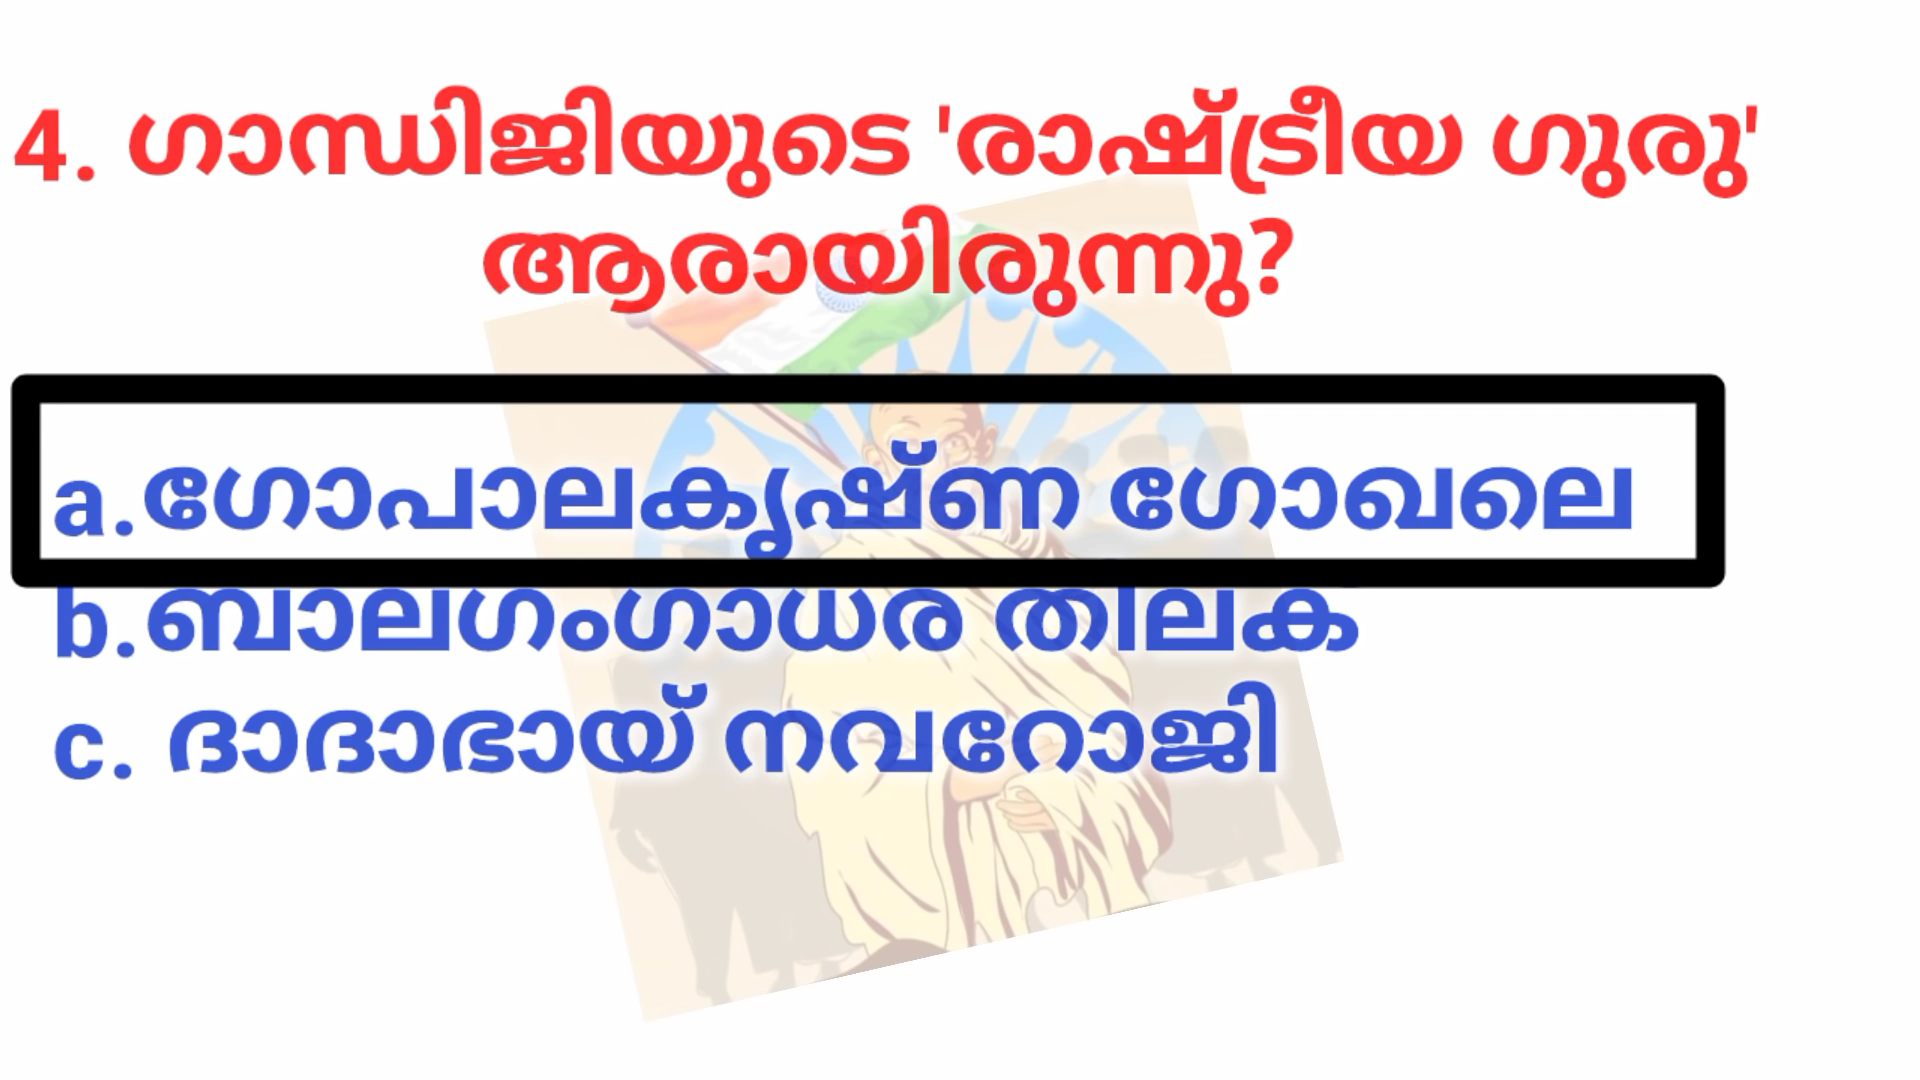 4. ഗാന്ധിജിയുടെ 'രാഷ്ട്രീയ ഗുരു'
ആരായിരുന്നു?
a.ഗോപാലകൃഷ്ണ ഗോഖലെ
b.ബാലഗംഗാധര തിലക
c. ദാദാഭായ് നവറോജി